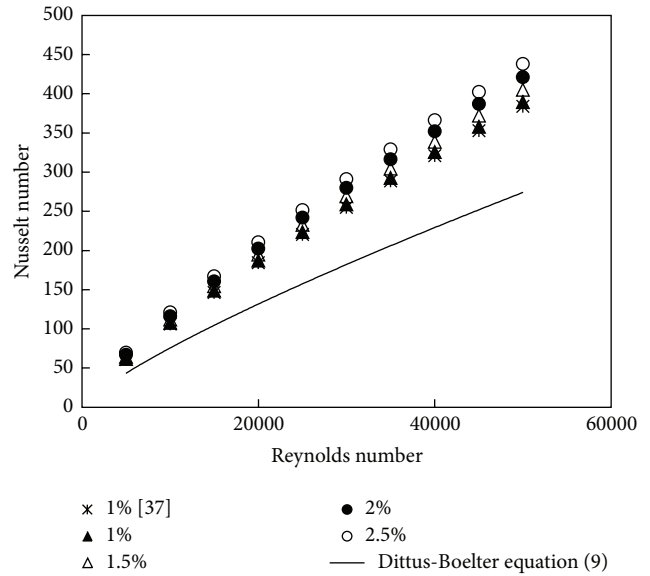 500
450
400
350
300
250
200
150
100
50
0
Nusselt number
0 20000 40000 60000
Reynolds number
1% [37] 2%
1% 2.5%
1.5% Dittus-Boelter equation (9)